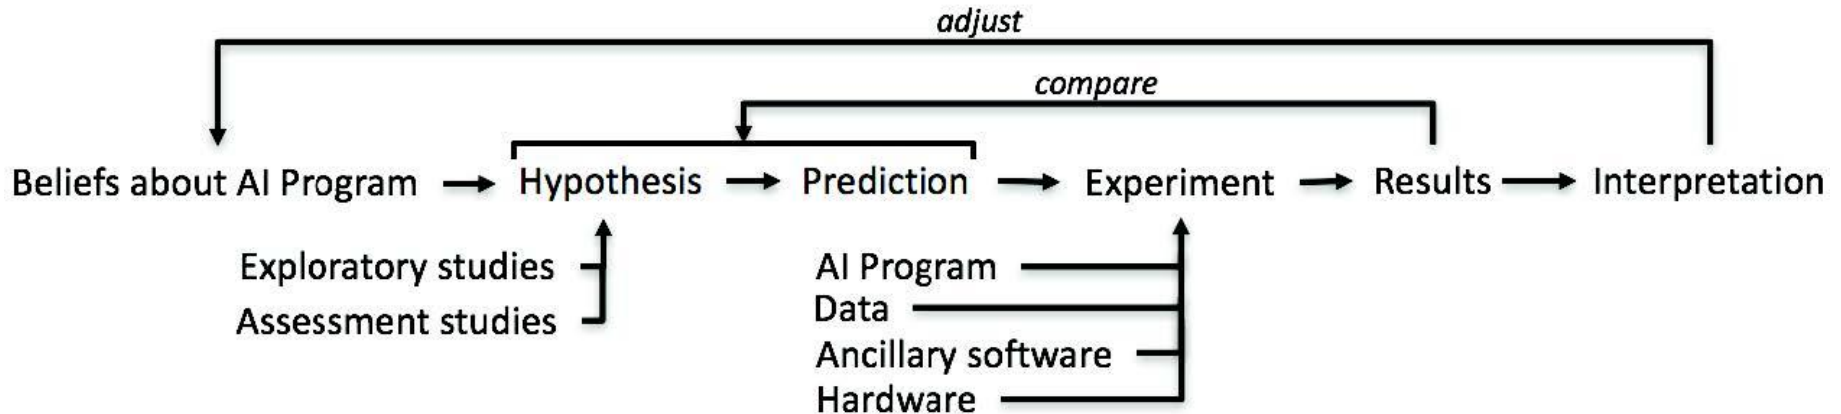 adjust
compare
Beliefs about AI Program Hypothesis Prediction Experiment Results Interpretation
Exploratory studies
Assessment studies
AI Program
Data
Ancillary software
Hardware